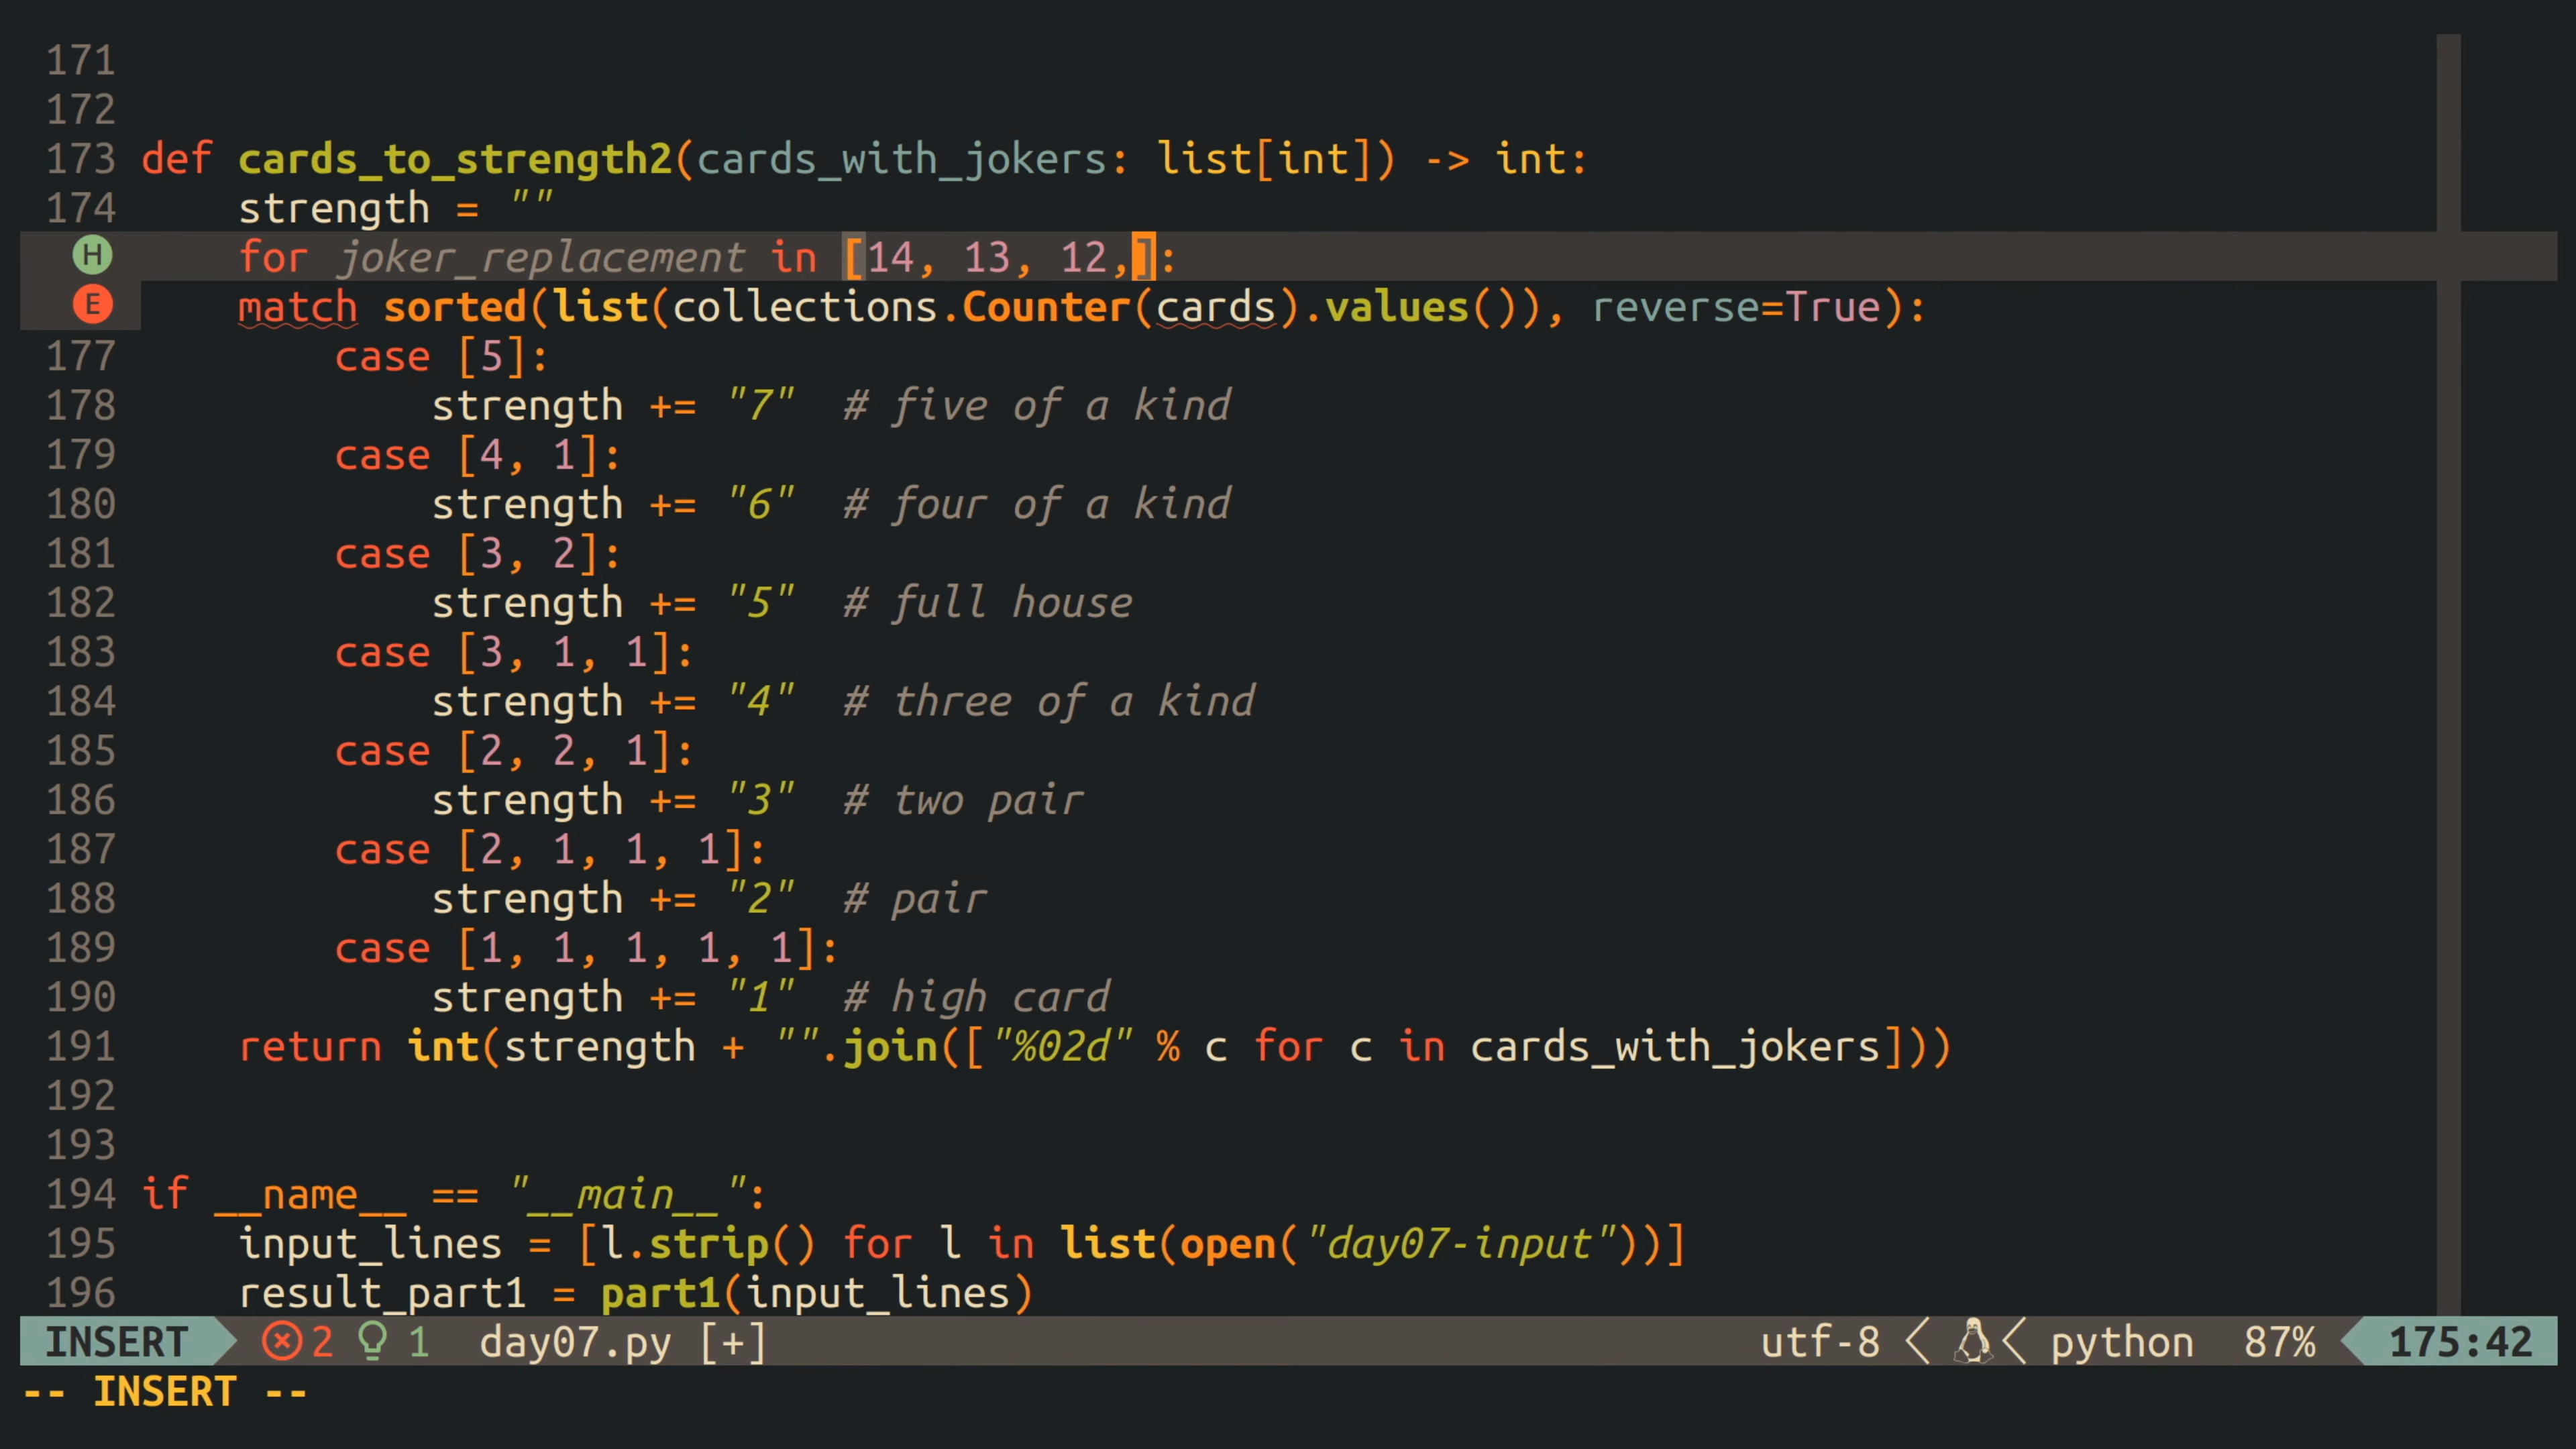 171
172
173 def cards_to_strength2(cards_with_jokers: list[int]) -> int:
174     strength = ""
H     for joker_replacement in [14, 13, 12,]:
E     match sorted(list(collections.Counter(cards).values()), reverse=True):
177         case [5]:
178             strength += "7"  # five of a kind
179         case [4, 1]:
180             strength += "6"  # four of a kind
181         case [3, 2]:
182             strength += "5"  # full house
183         case [3, 1, 1]:
184             strength += "4"  # three of a kind
185         case [2, 2, 1]:
186             strength += "3"  # two pair
187         case [2, 1, 1, 1]:
188             strength += "2"  # pair
189         case [1, 1, 1, 1, 1]:
190             strength += "1"  # high card
191     return int(strength + "".join(["%02d" % c for c in cards_with_jokers]))
192
193
194 if __name__ == "__main__":
195     input_lines = [l.strip() for l in list(open("day07-input"))]
196     result_part1 = part1(input_lines)
INSERT 2 1 day07.py [+] utf-8 < < python 87% 175:42
-- INSERT --